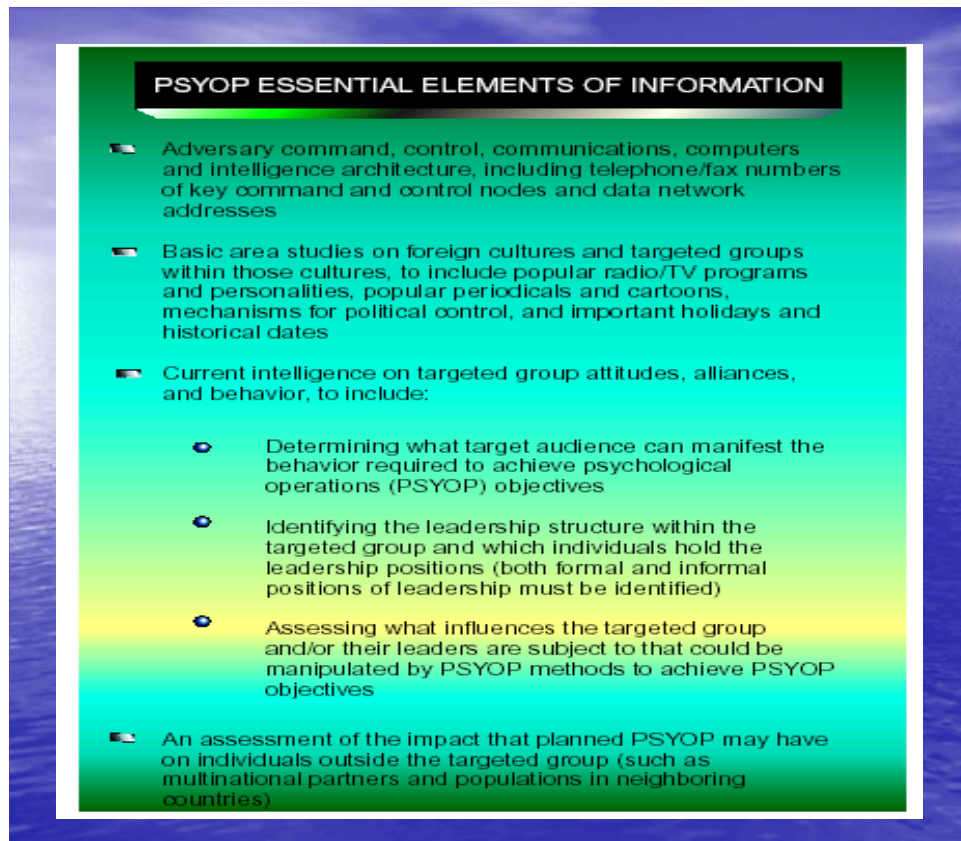 PSYOP ESSENTIAL ELEMENTS OF INFORMATION
Adversary command, control, communications, computers
and intelligence architecture, including telephone/fax numbers
of key command and control nodes and data network
addresses
Basic area studies on foreign cultures and targeted groups
within those cultures, to include popular radio/TV programs
and personalities, popular periodicals and cartoons,
mechanisms for political control, and important holidays and
historical dates
Current intelligence on targeted group attitudes, alliances,
and behavior, to include:
Determining what target audience can manifest the
behavior required to achieve psychological
operations (PSYOP) objectives
Identifying the leadership structure within the
targeted group and which individuals hold the
leadership positions (both formal and informal
positions of leadership must be identified)
Assessing what influences the targeted group
and/or their leaders are subject to that could be
manipulated by PSYOP methods to achieve PSYOP
objectives
An assessment of the impact that planned PSYOP may have
on individuals outside the targeted group (such as
multinational partners and populations in neighboring
countries)